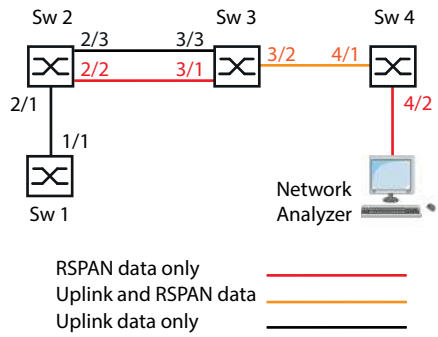 Sw 2
Sw 3
Sw 4
2/3
3/3
2/2
3/1
3/2
4/1
2/1
4/2
1/1
Sw 1
Network
Analyzer
RSPAN data only
Uplink and RSPAN data
Uplink data only